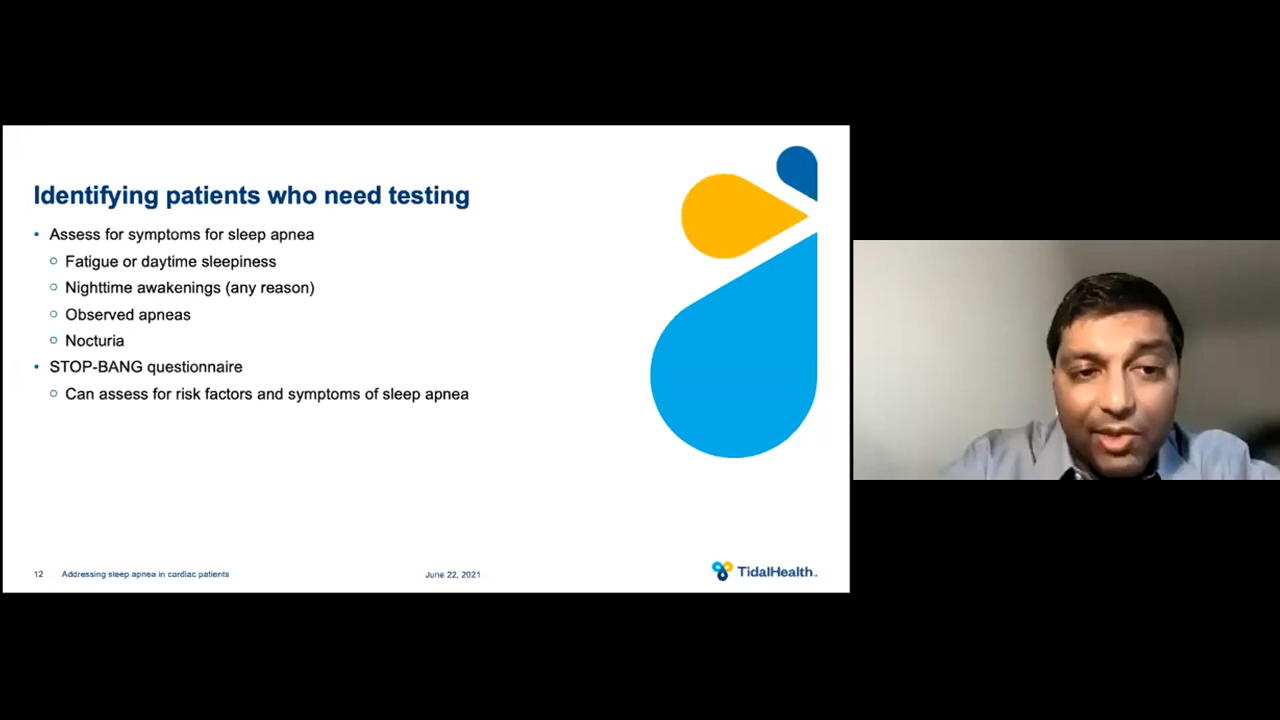 Identifying patients who need testing
• Assess for symptoms for sleep apnea
○ Fatigue or daytime sleepiness
○ Nighttime awakenings (any reason)
○ Observed apneas
○ Nocturia
• STOP-BANG questionnaire
○ Can assess for risk factors and symptoms of sleep apnea
12 Addressing sleep apnea in cardiac patients June 22, 2021 TidalHealth™